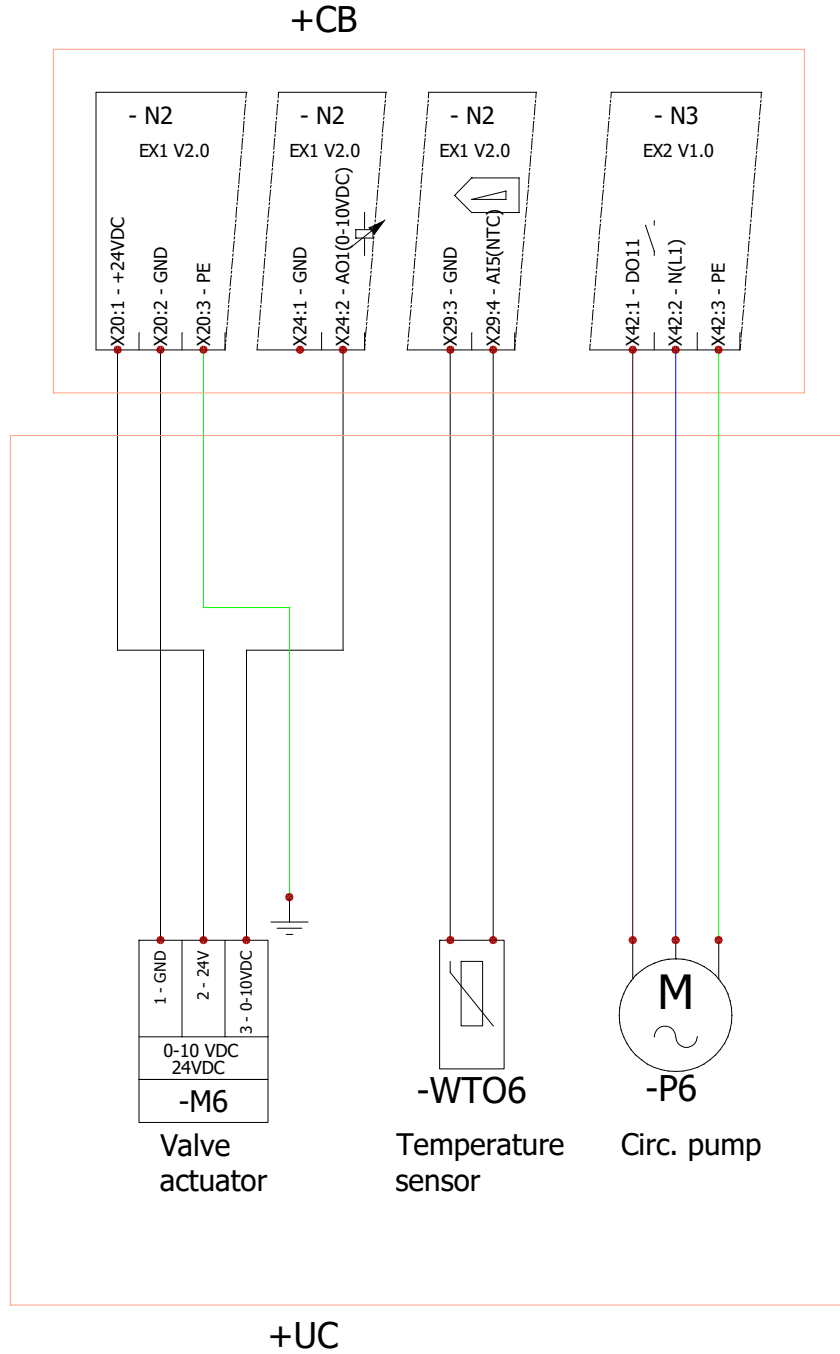 +CB
- N2
EX1 V2.0
X20:1 - +24VDC
X20:2 - GND
X20:3 - PE
- N2
EX1 V2.0
X24:1 - GND
X24:2 - AO1(0-10VDC)
- N2
EX1 V2.0
X29:3 - GND
X29:4 - AI5(NTC)
- N3
EX2 V1.0
X42:1 - DO11
X42:2 - N(L1)
X42:3 - PE
1 - GND
2 - 24V
3 - 0-10VDC
0-10 VDC
24VDC
-M6
Valve
actuator
-WTO6
Temperature
sensor
M
-P6
Circ. pump
+UC